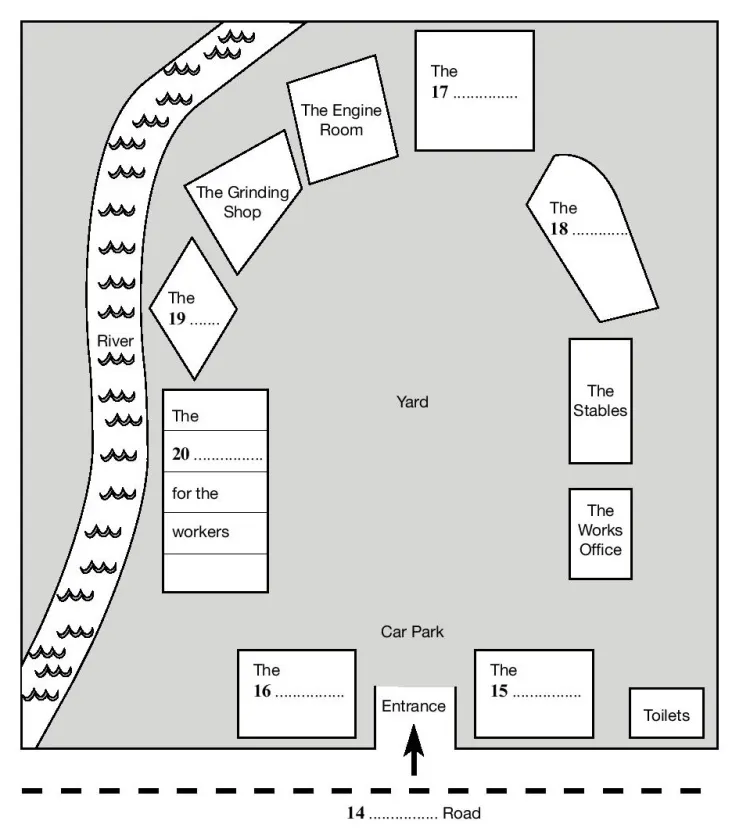 The
17 ...............
The Engine
Room
The Grinding
Shop
The
18 .............
The
19 .......
River
Yard
The
Stables
The
20 ................
for the
workers
The
Works
Office
Car Park
The
16 ................
Entrance
The
15 ................
Toilets
14 ................ Road